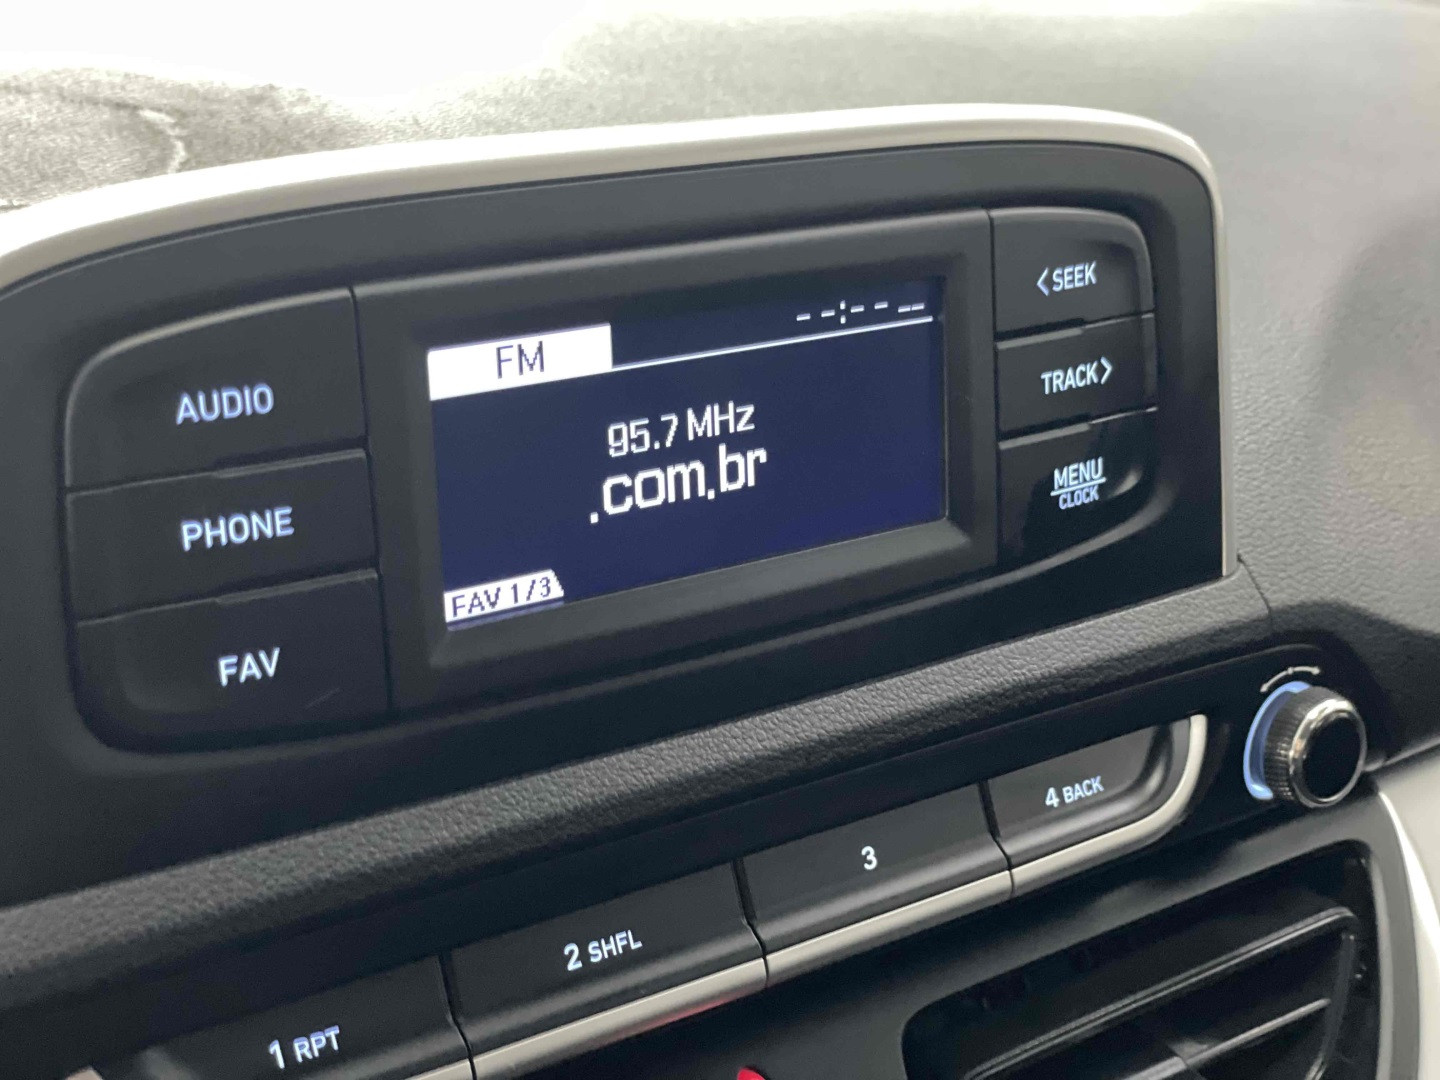 AUDIO
PHONE
FAV
FM
--:-- --
95.7 MHz
.com.br
FAV 1/3
<SEEK
TRACK>
MENU
CLOCK
1 RPT
2 SHFL
3
4 BACK